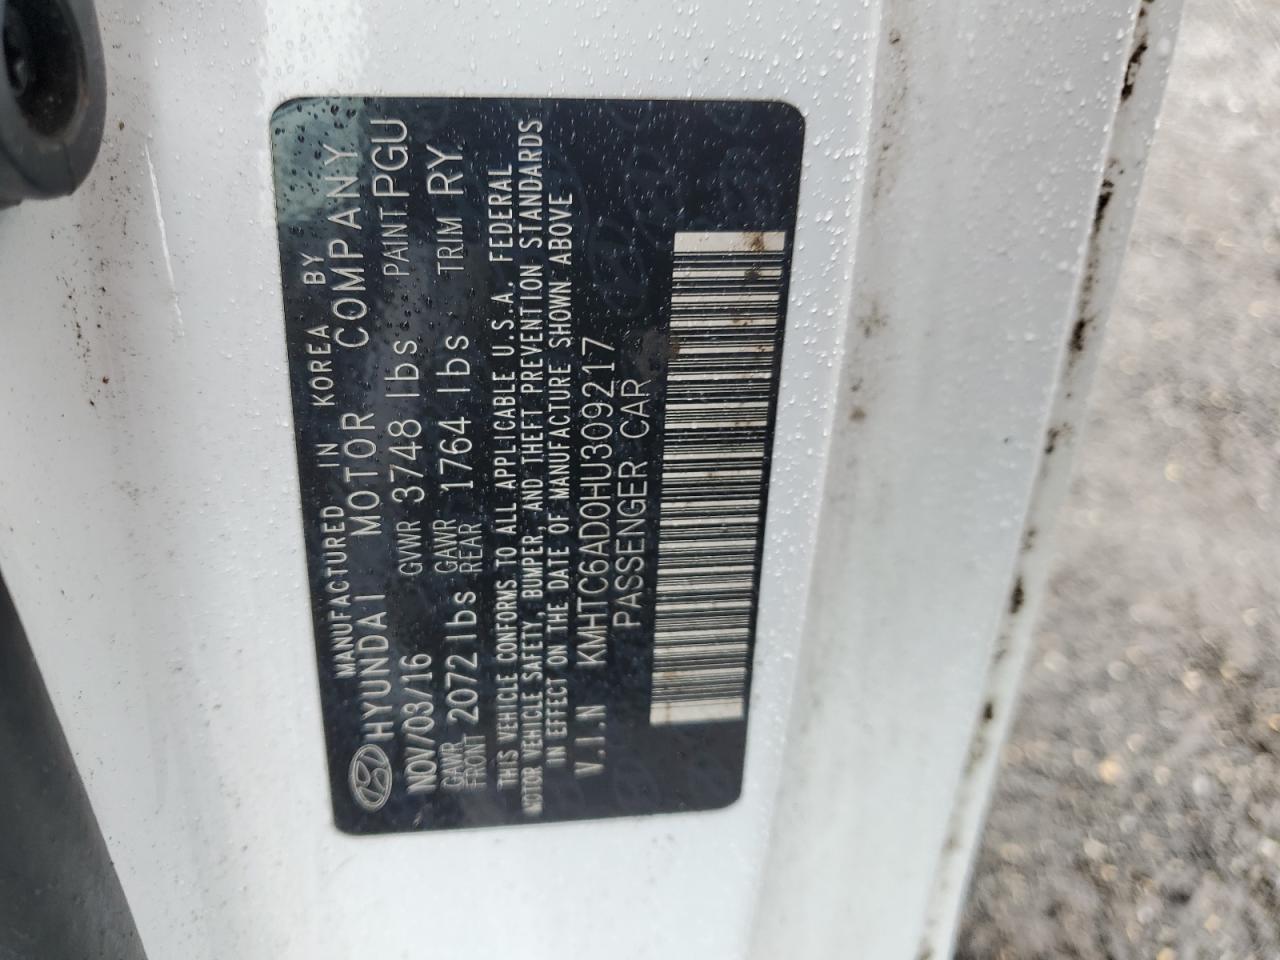 MANUFACTURED IN KOREA BY
HYUNDAI MOTOR COMPANY
NOV/03/16 GVWR 3748 lbs PAINT PGU
GAWR FRONT 2072 lbs GAWR REAR 1764 lbs TRIM RY
THIS VEHICLE CONFORMS TO ALL APPLICABLE U.S.A. FEDERAL
MOTOR VEHICLE SAFETY, BUMPER, AND THEFT PREVENTION STANDARDS
IN EFFECT ON THE DATE OF MANUFACTURE SHOWN ABOVE
V.I.N KMHTC6AD0HU309217
PASSENGER CAR